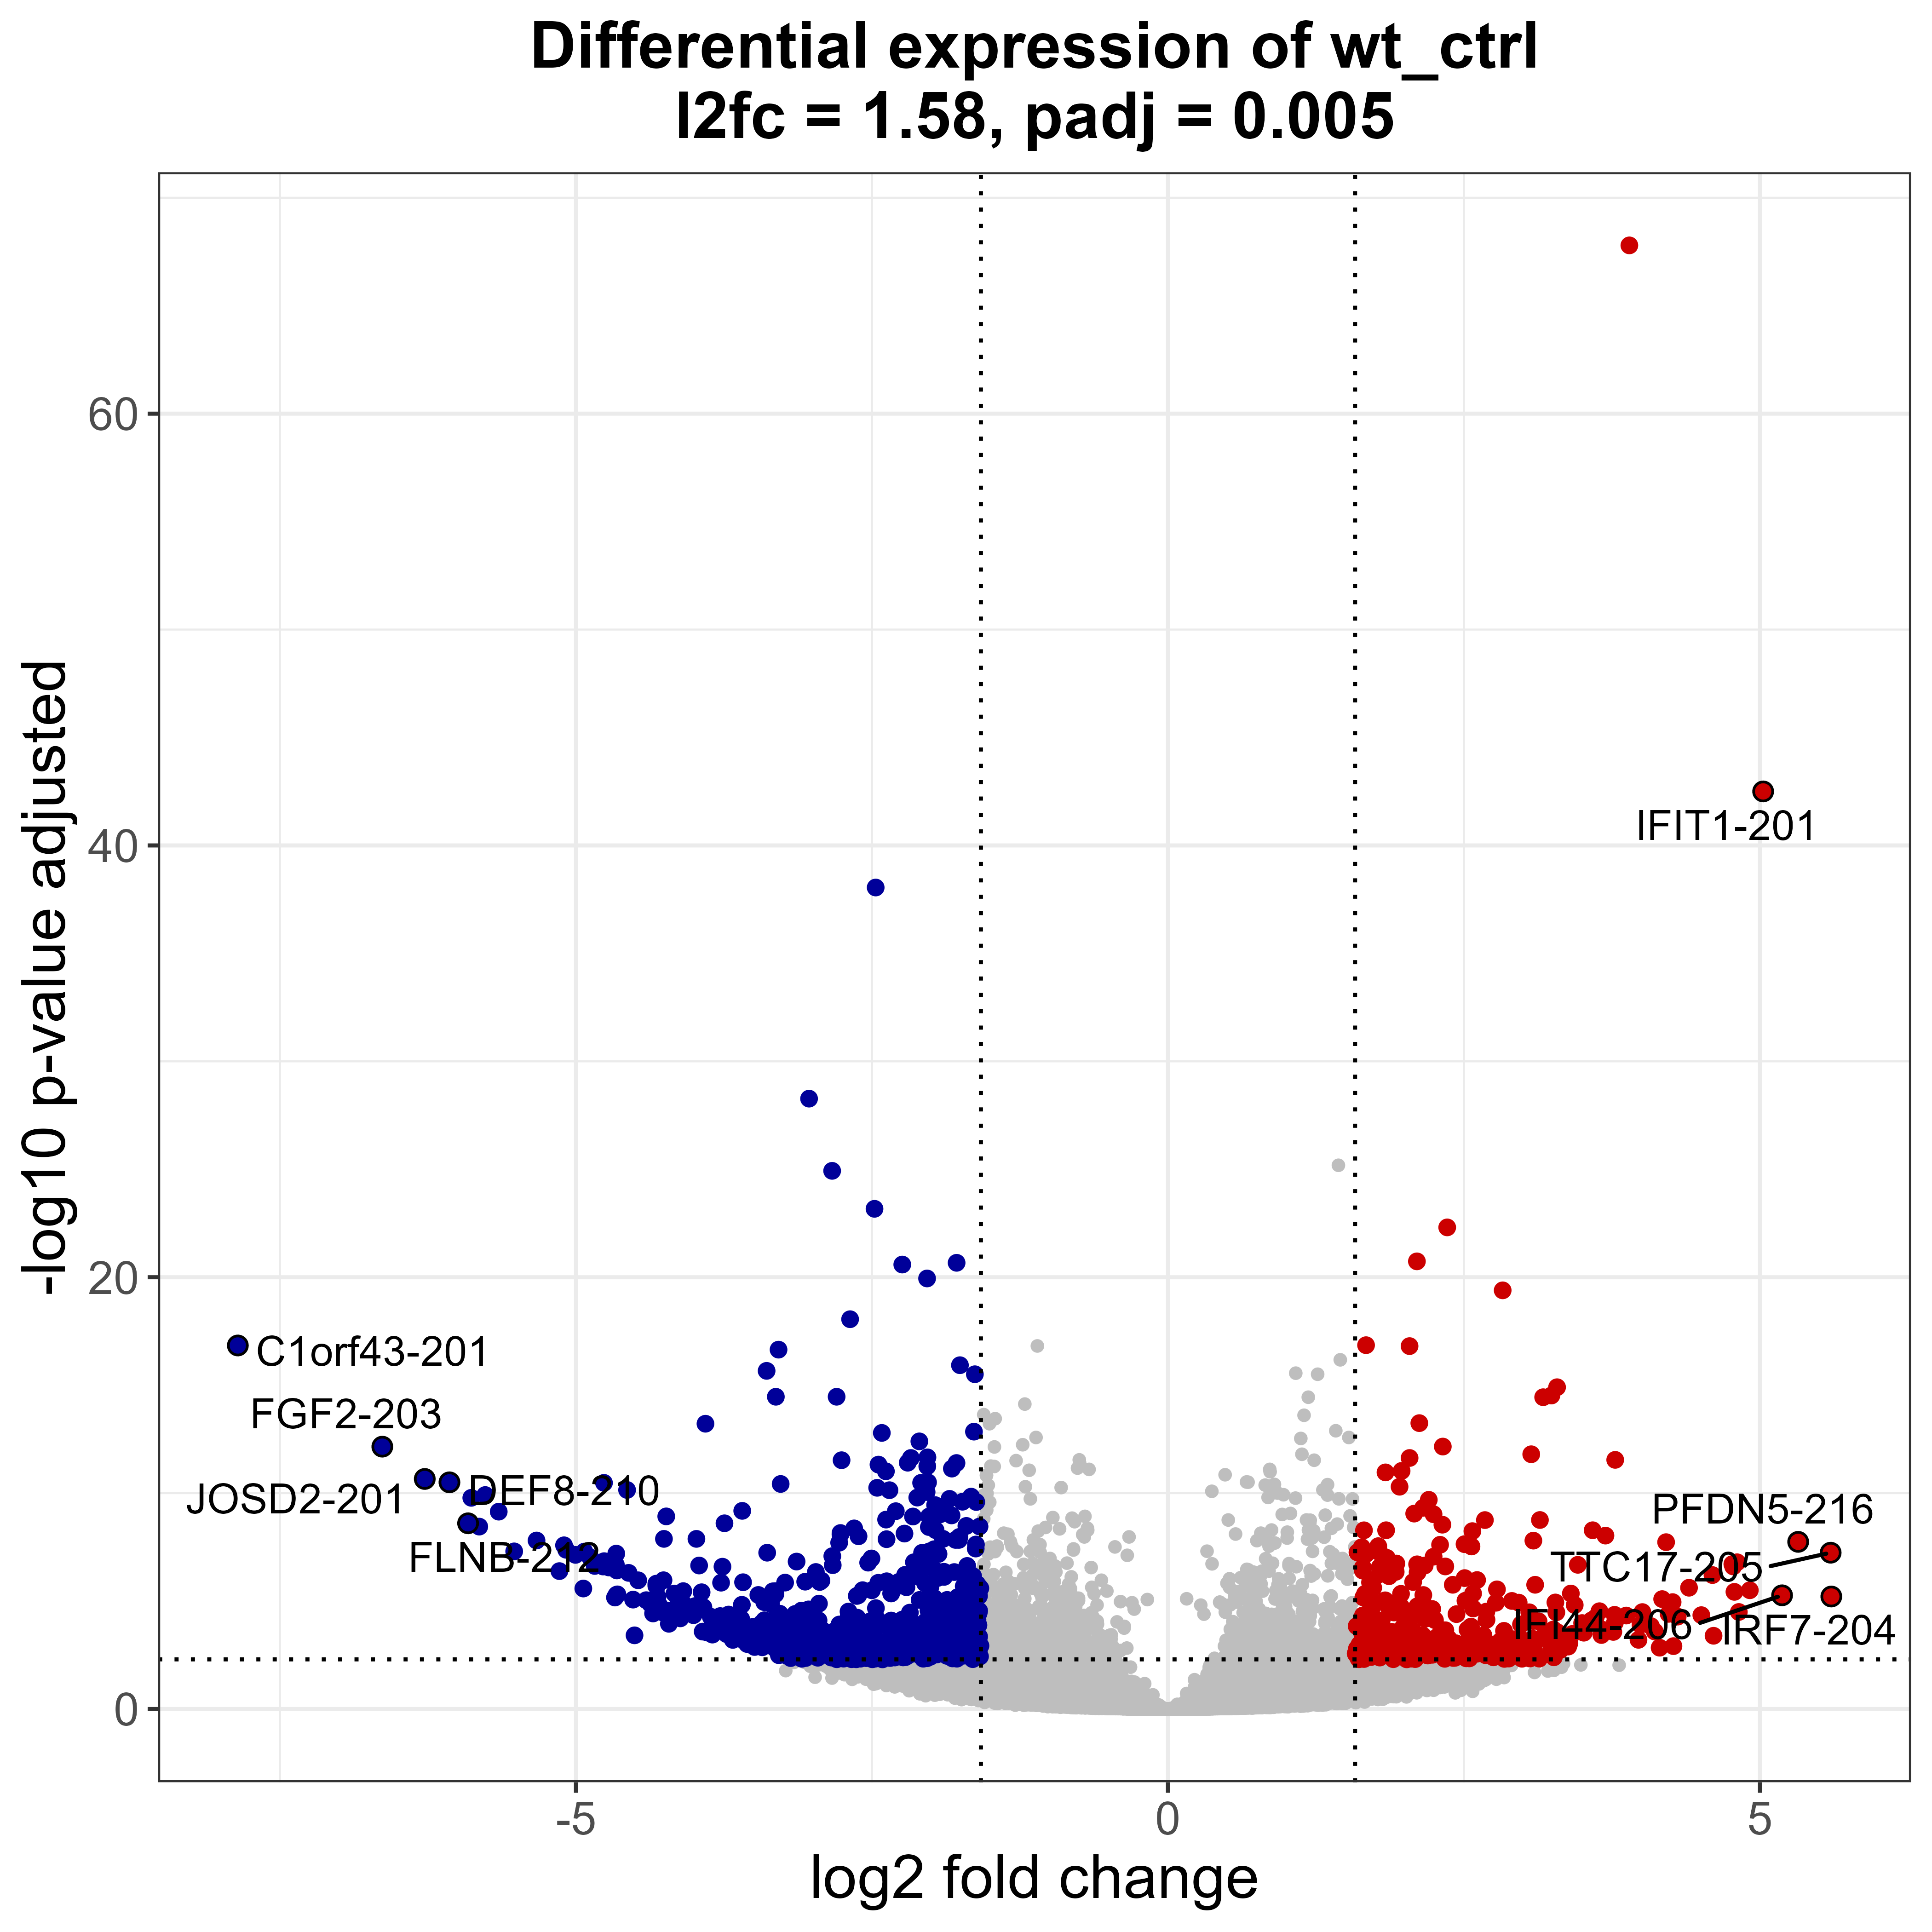 Differential expression of wt_ctrl
l2fc = 1.58, padj = 0.005
-log10 p-value adjusted
60
40
20
0
IFIT1-201
C1orf43-201
FGF2-203
JOSD2-201
DEF8-210
FLNB-212
PFDN5-216
TTC17-205
IFI44-206
IRF7-204
-5
0
5
log2 fold change